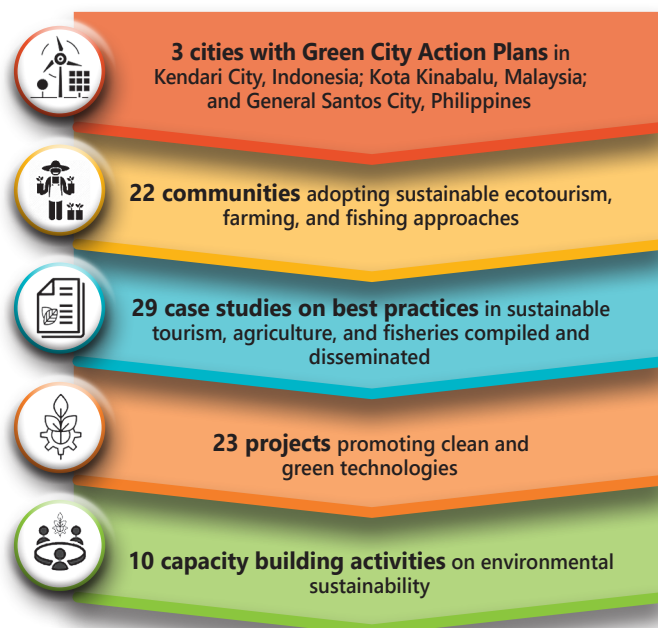 3 cities with Green City Action Plans in
Kendari City, Indonesia; Kota Kinabalu, Malaysia;
and General Santos City, Philippines
22 communities adopting sustainable ecotourism,
farming, and fishing approaches
29 case studies on best practices in sustainable
tourism, agriculture, and fisheries compiled and
disseminated
23 projects promoting clean and
green technologies
10 capacity building activities on environmental
sustainability